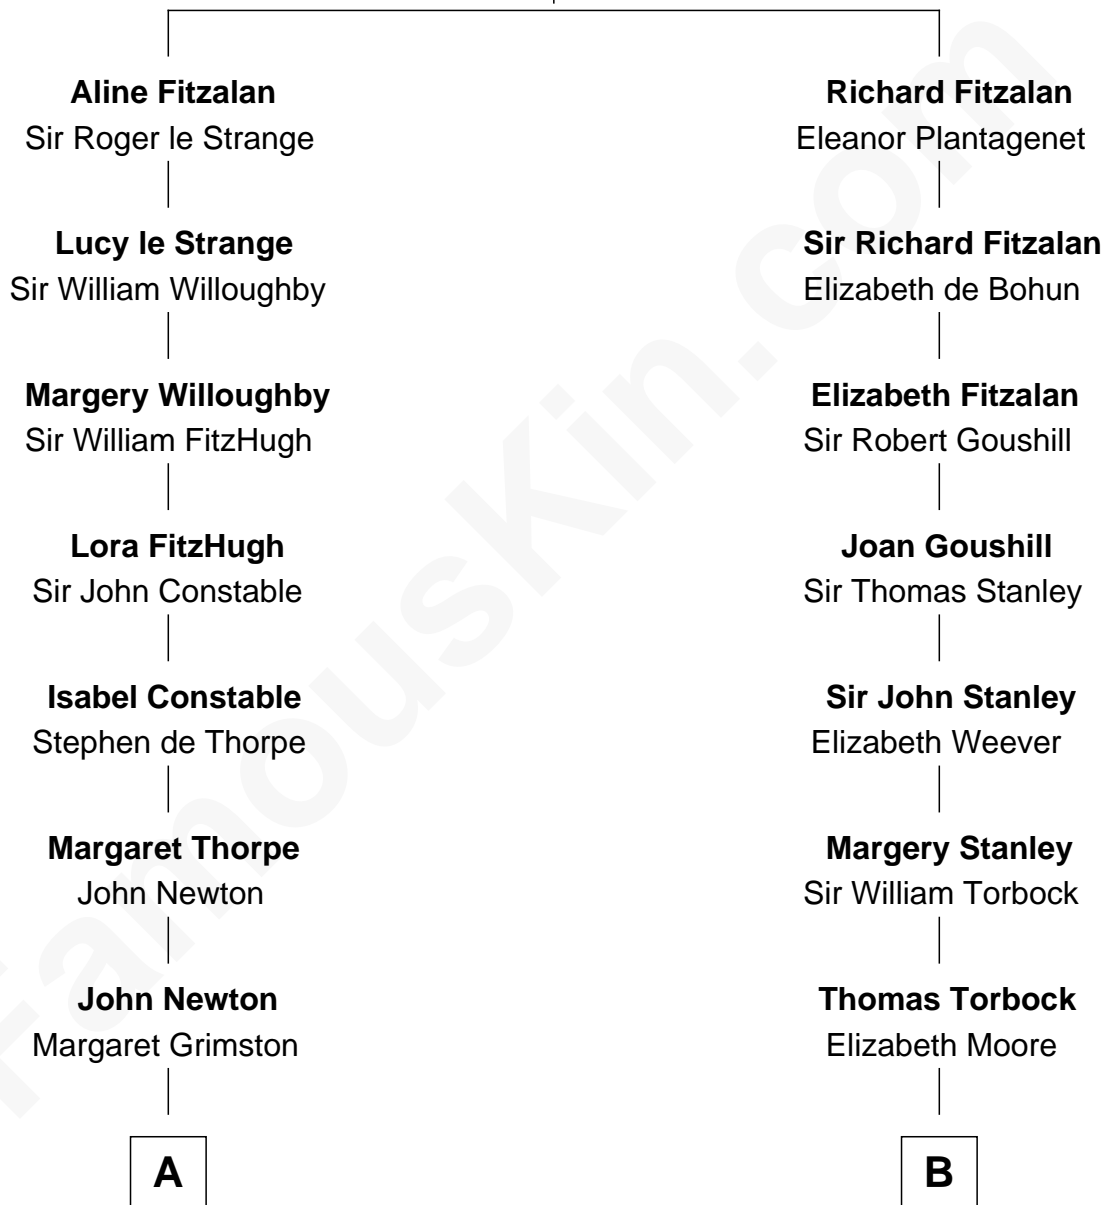 Aline Fitzalan
Sir Roger le Strange
Lucy le Strange
Sir William Willoughby
Margery Willoughby
Sir William FitzHugh
Lora FitzHugh
Sir John Constable
Isabel Constable
Stephen de Thorpe
Margaret Thorpe
John Newton
John Newton
Margaret Grimston
A
Richard Fitzalan
Eleanor Plantagenet
Sir Richard Fitzalan
Elizabeth de Bohun
Elizabeth Fitzalan
Sir Robert Goushill
Joan Goushill
Sir Thomas Stanley
Sir John Stanley
Elizabeth Weever
Margery Stanley
Sir William Torbock
Thomas Torbock
Elizabeth Moore
B
FamousKin.com